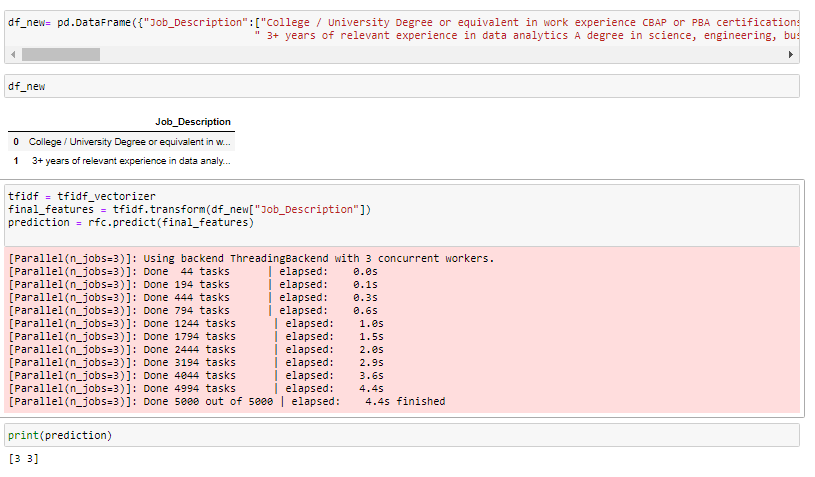 df_new= pd.DataFrame({"Job_Description":["College / University Degree or equivalent in work experience CBAP or PBA certifications
" 3+ years of relevant experience in data analytics A degree in science, engineering, bus
df_new
Job_Description
0 College / University Degree or equivalent in w...
1 3+ years of relevant experience in data analy...
tfidf = tfidf_vectorizer
final_features = tfidf.transform(df_new["Job_Description"])
prediction = rfc.predict(final_features)
[Parallel(n_jobs=3)]: Using backend ThreadingBackend with 3 concurrent workers.
[Parallel(n_jobs=3)]: Done 44 tasks | elapsed: 0.0s
[Parallel(n_jobs=3)]: Done 194 tasks | elapsed: 0.1s
[Parallel(n_jobs=3)]: Done 444 tasks | elapsed: 0.3s
[Parallel(n_jobs=3)]: Done 794 tasks | elapsed: 0.6s
[Parallel(n_jobs=3)]: Done 1244 tasks | elapsed: 1.0s
[Parallel(n_jobs=3)]: Done 1794 tasks | elapsed: 1.5s
[Parallel(n_jobs=3)]: Done 2444 tasks | elapsed: 2.0s
[Parallel(n_jobs=3)]: Done 3194 tasks | elapsed: 2.9s
[Parallel(n_jobs=3)]: Done 4044 tasks | elapsed: 3.6s
[Parallel(n_jobs=3)]: Done 4994 tasks | elapsed: 4.4s
[Parallel(n_jobs=3)]: Done 5000 out of 5000 | elapsed: 4.4s finished
print(prediction)
[3 3]